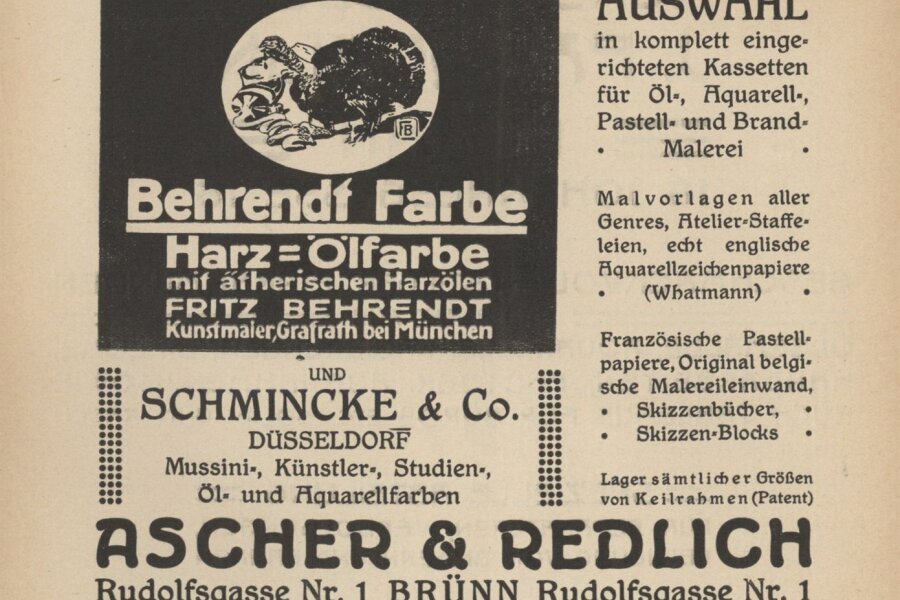 FB
Behrendt Farbe
Harz=Ölfarbe
mit ätherischen Harzölen
FRITZ BEHRENDT
Kunstmaler,Grafrath bei München
UND
SCHMINCKE & Co.
DÜSSELDORF
Mussini-, Künstler-, Studien-,
Öl- und Aquarellfarben
AUSWAHL
in komplett einge-
richteten Kassetten
für Öl-, Aquarell-,
Pastell- und Brand-
• Malerei •
Malvorlagen aller
Genres, Atelier-Staffe-
leien, echt englische
Aquarellzeichenpapiere
• (Whatmann) •
Französische Pastell-
papiere, Original belgi-
sche Malereileinwand,
• Skizzenbücher, •
• Skizzen-Blocks •
Lager sämtlicher Größen
von Keilrahmen (Patent)
ASCHER & REDLICH
Rudolfsgasse Nr. 1 BRÜNN Rudolfsgasse Nr. 1